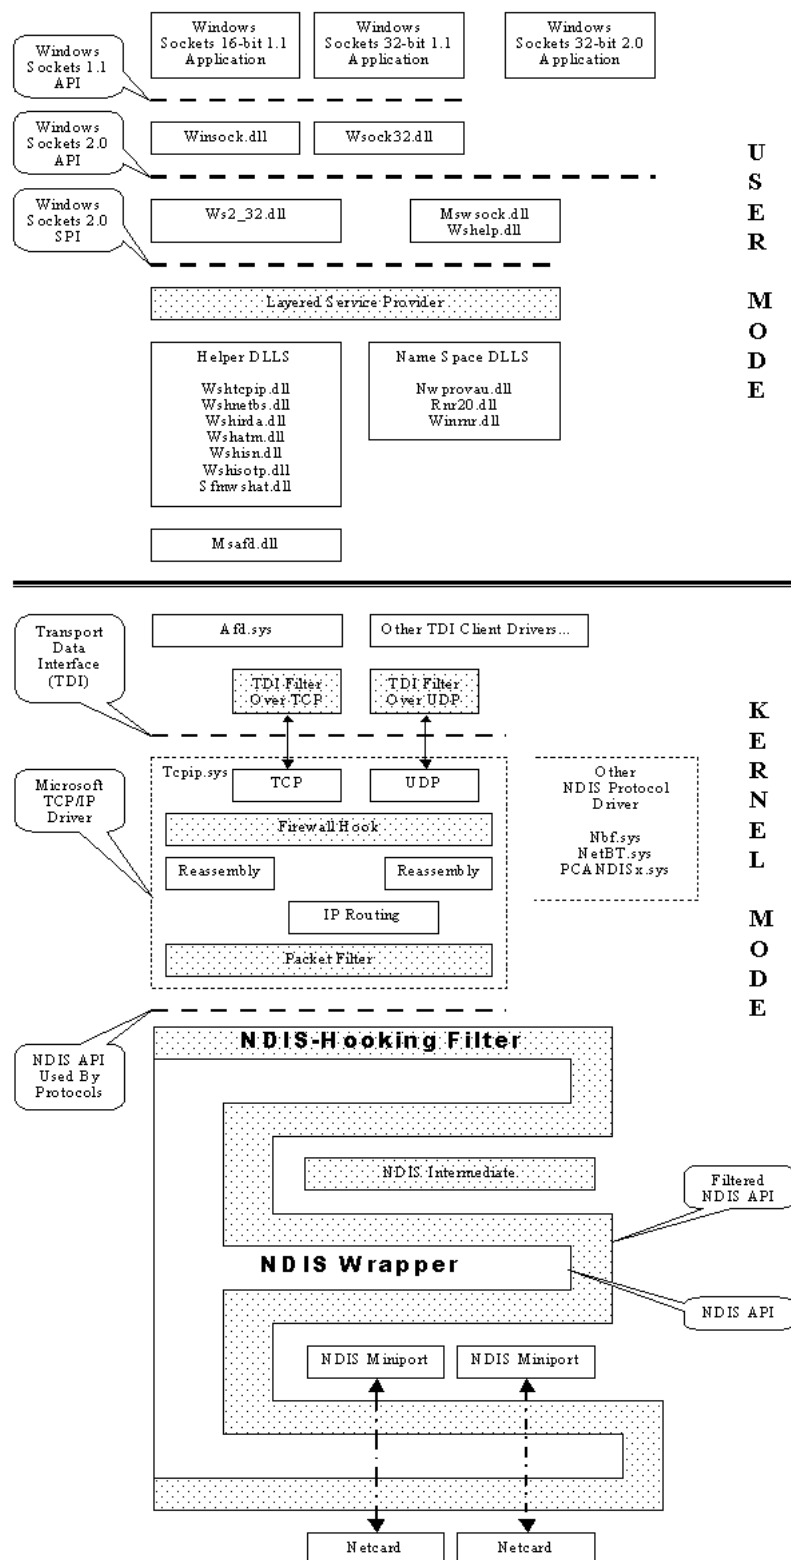 Windows
Sockets 16-bit 1.1
Application
Windows
Sockets 32-bit 1.1
Application
Windows
Sockets 32-bit 2.0
Application
Windows
Sockets 1.1
API
Winsock.dll
Wsock32.dll
Windows
Sockets 2.0
API
Ws2_32.dll
Mswsock.dll
Wshelp.dll
Windows
Sockets 2.0
SPI
Layered Service Provider
Helper DLLS
Wshtcpip.dll
Wshnetbs.dll
Wshirda.dll
Wshatm.dll
Wshisn.dll
Wshisotp.dll
Sfmwshat.dll
Name Space DLLS
Nwprovau.dll
Rnr20.dll
Winrnr.dll
Msafd.dll
USER MODE
Transport
Data
Interface
(TDI)
Afd.sys
Other TDI Client Drivers...
TDI Filter
Over TCP
TDI Filter
Over UDP
Microsoft
TCP/IP
Driver
Tcpip.sys
TCP
UDP
Firewall Hook
Reassembly
Reassembly
IP Routing
Packet Filter
Other
NDIS Protocol
Driver
Nbf.sys
NetBT.sys
PCANDISx.sys
KERNEL MODE
NDIS API
Used By
Protocols
NDIS-Hooking Filter
NDIS Intermediate
Filtered
NDIS API
NDIS Wrapper
NDIS API
NDIS Miniport
NDIS Miniport
Netcard
Netcard